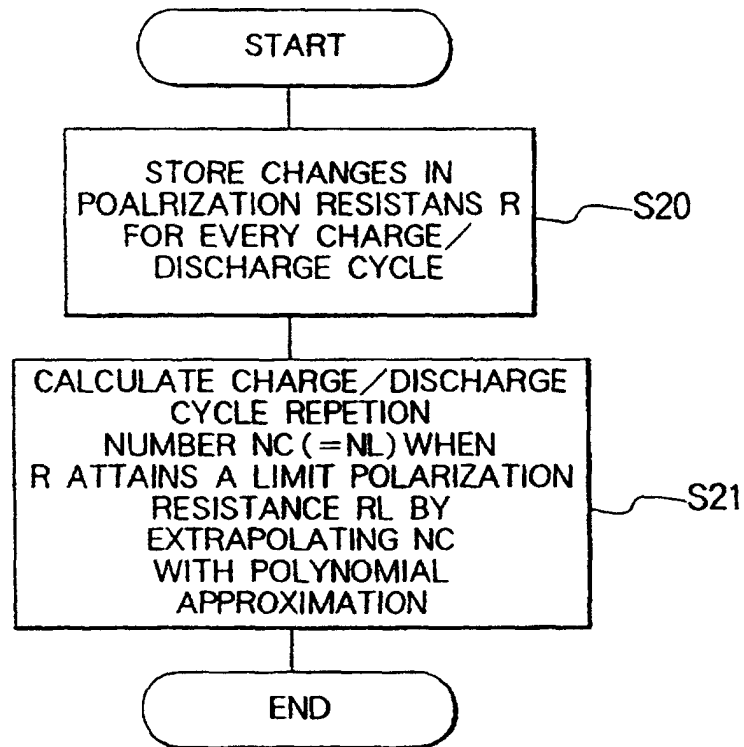 START
STORE CHANGES IN
POALRIZATION RESISTANS R
FOR EVERY CHARGE/
DISCHARGE CYCLE
S20
CALCULATE CHARGE/DISCHARGE
CYCLE REPETION
NUMBER NC(=NL)WHEN
R ATTAINS A LIMIT POLARIZATION
RESISTANCE RL BY
EXTRAPOLATING NC
WITH POLYNOMIAL
APPROXIMATION
S21
END